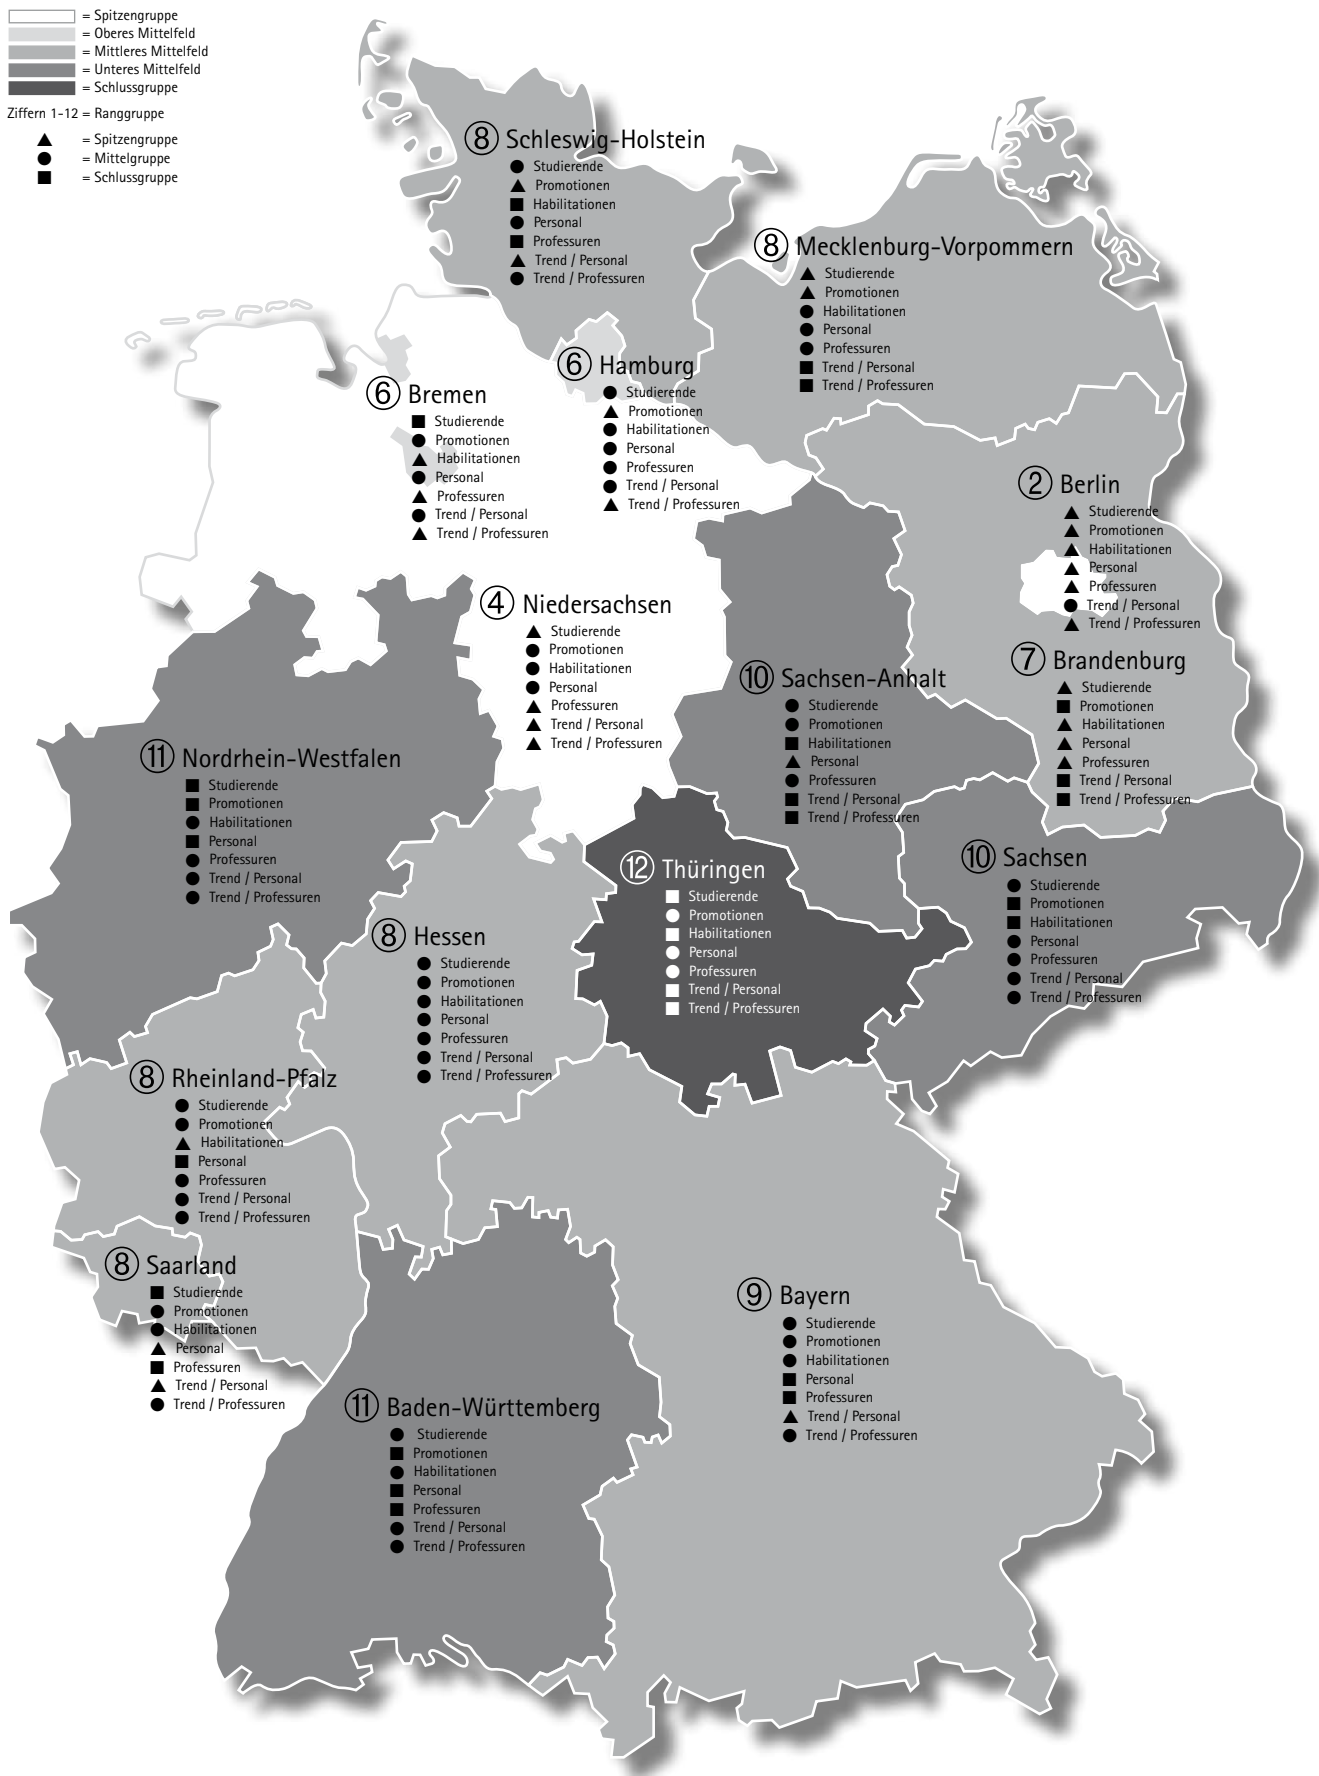 = Spitzengruppe
= Oberes Mittelfeld
= Mittleres Mittelfeld
= Unteres Mittelfeld
= Schlussgruppe
Ziffern 1-12 = Ranggruppe
= Spitzengruppe
= Mittelgruppe
= Schlussgruppe
8 Schleswig-Holstein
Studierende
Promotionen
Habilitationen
Personal
Professuren
Trend / Personal
Trend / Professuren
8 Mecklenburg-Vorpommern
Studierende
Promotionen
Habilitationen
Personal
Professuren
Trend / Personal
Trend / Professuren
6 Hamburg
Studierende
Promotionen
Habilitationen
Personal
Professuren
Trend / Personal
Trend / Professuren
6 Bremen
Studierende
Promotionen
Habilitationen
Personal
Professuren
Trend / Personal
Trend / Professuren
2 Berlin
Studierende
Promotionen
Habilitationen
Personal
Professuren
Trend / Personal
Trend / Professuren
4 Niedersachsen
Studierende
Promotionen
Habilitationen
Personal
Professuren
Trend / Personal
Trend / Professuren
7 Brandenburg
Studierende
Promotionen
Habilitationen
Personal
Professuren
Trend / Personal
Trend / Professuren
10 Sachsen-Anhalt
Studierende
Promotionen
Habilitationen
Personal
Professuren
Trend / Personal
Trend / Professuren
11 Nordrhein-Westfalen
Studierende
Promotionen
Habilitationen
Personal
Professuren
Trend / Personal
Trend / Professuren
10 Sachsen
Studierende
Promotionen
Habilitationen
Personal
Professuren
Trend / Personal
Trend / Professuren
12 Thüringen
Studierende
Promotionen
Habilitationen
Personal
Professuren
Trend / Personal
Trend / Professuren
8 Hessen
Studierende
Promotionen
Habilitationen
Personal
Professuren
Trend / Personal
Trend / Professuren
8 Rheinland-Pfalz
Studierende
Promotionen
Habilitationen
Personal
Professuren
Trend / Personal
Trend / Professuren
8 Saarland
Studierende
Promotionen
Habilitationen
Personal
Professuren
Trend / Personal
Trend / Professuren
9 Bayern
Studierende
Promotionen
Habilitationen
Personal
Professuren
Trend / Personal
Trend / Professuren
11 Baden-Württemberg
Studierende
Promotionen
Habilitationen
Personal
Professuren
Trend / Personal
Trend / Professuren